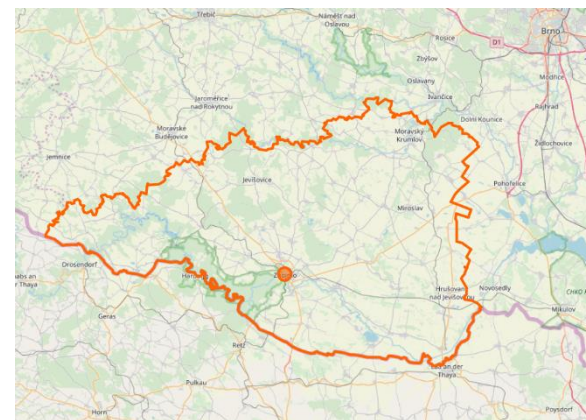 Třebíč
Náměšť nad
Oslavou
Rosice
D1
Brno
Zbýšov
Oslavany
Modřice
Ivančice
Jaroměřice
nad Rokytnou
Rajhrad
Dolní Kounice
Moravské
Budějovice
Moravský
Krumlov
Židlochovice
Jemnice
Jevišovice
Pohořelice
Miroslav
Drosendorf
Novosedly
Hrušovany
nad Jevišovkou
Mikulov
Geras
Retz
Laa an der
Thaya
Pulkau
Horn
Poysdorf